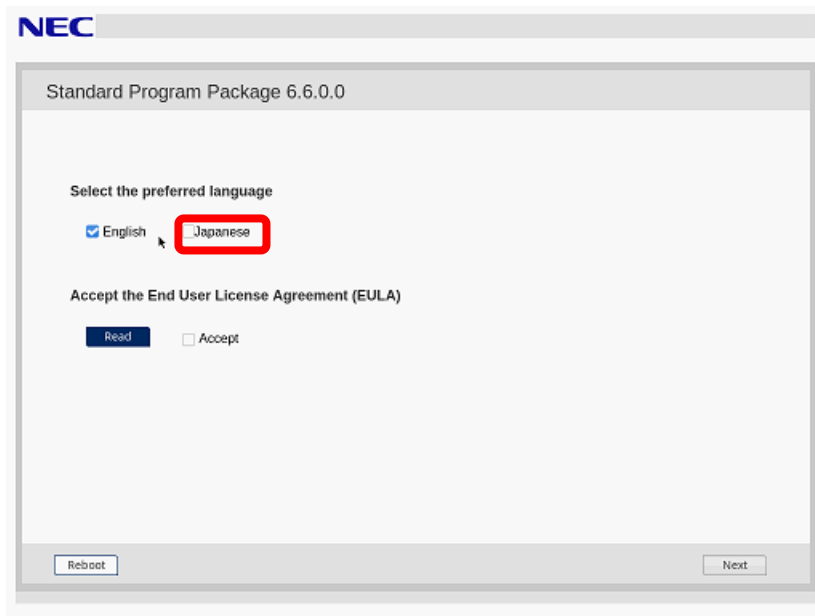 NEC
Standard Program Package 6.6.0.0
Select the preferred language
English Japanese
Accept the End User License Agreement (EULA)
Read Accept
Reboot Next